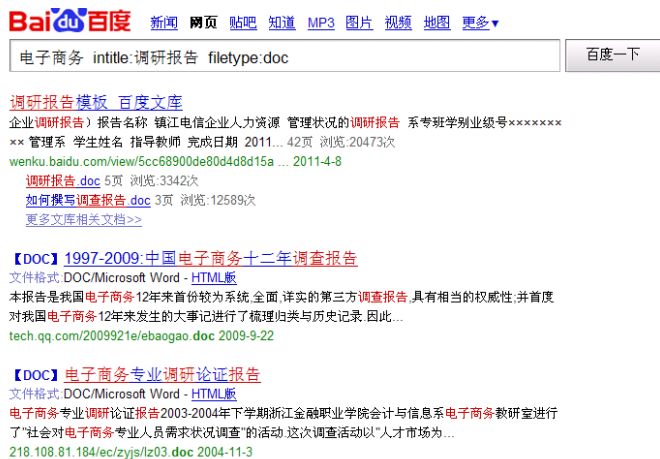 Bai du 百度 新闻 网页 贴吧 知道 MP3 图片 视频 地图 更多▼
电子商务 intitle:调研报告 filetype:doc 百度一下
调研报告模板_百度文库
企业调研报告）报告名称 镇江电信企业人力资源 管理状况的调研报告 系专班学别业级号×××××××
×× 管理系 学生姓名 指导教师 完成日期 2011... 42页 浏览:20473次
wenku.baidu.com/view/5cc68900de80d4d8d15a ... 2011-4-8
调研报告.doc 5页 浏览:3342次
如何撰写调查报告.doc 3页 浏览:12589次
更多文库相关文档>>
【DOC】1997-2009:中国电子商务十二年调查报告
文件格式:DOC/Microsoft Word - HTML版
本报告是我国电子商务12年来首份较为系统,全面,详实的第三方调查报告,具有相当的权威性;并首度
对我国电子商务12年来发生的大事记进行了梳理归类与历史记录.因此...
tech.qq.com/2009921e/ebaogao.doc 2009-9-22
【DOC】电子商务专业调研论证报告
文件格式:DOC/Microsoft Word - HTML版
电子商务专业调研论证报告2003-2004年下学期浙江金融职业学院会计与信息系电子商务教研室进行
了"社会对电子商务专业人员需求状况调查"的活动.这次调查活动以"人才市场为...
218.108.81.184/ec/zyjs/lz03.doc 2004-11-3